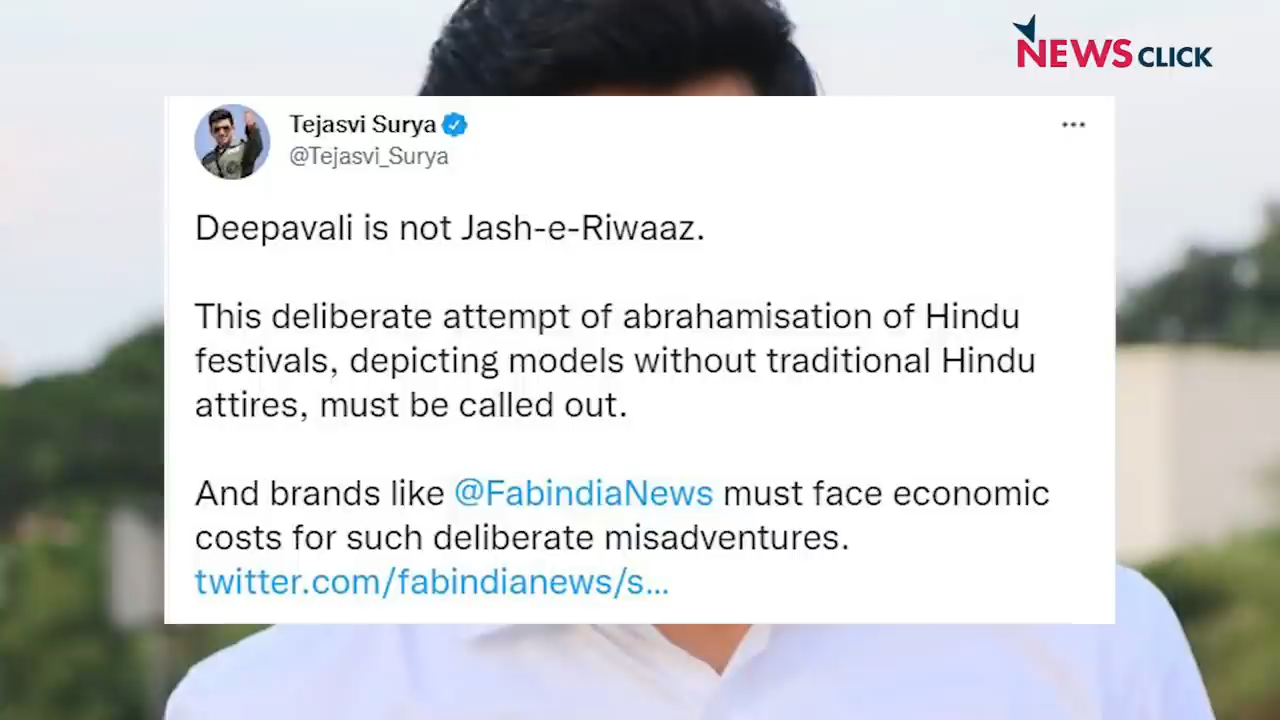 NEWS CLICK
Tejasvi Surya
@Tejasvi_Surya
Deepavali is not Jash-e-Riwaaz.
This deliberate attempt of abrahamisation of Hindu
festivals, depicting models without traditional Hindu
attires, must be called out.
And brands like @FabindiaNews must face economic
costs for such deliberate misadventures.
twitter.com/fabindianews/s...